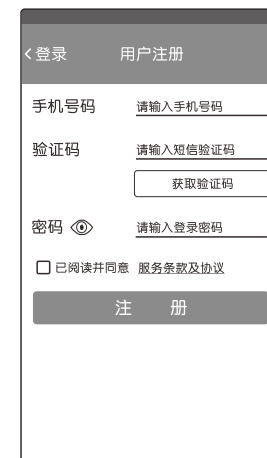 <登录 用户注册
手机号码 请输入手机号码
验证码 请输入短信验证码
获取验证码
密码 请输入登录密码
已阅读并同意 服务条款及协议
注 册